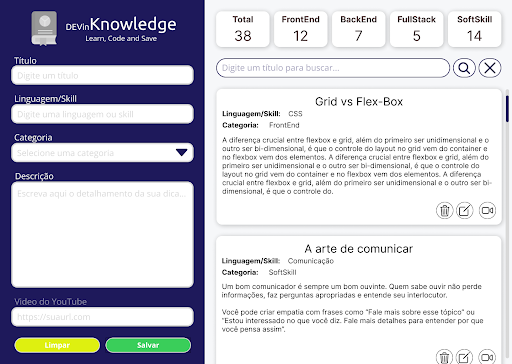 DEVinKnowledge
Learn, Code and Save
Título
Digite um título
Linguagem/Skill
Digite uma linguagem ou skill
Categoria
Selecione uma categoria
Descrição
Escreva aqui o detalhamento da sua dica...
Video do YouTube
https://suaurl.com
Limpar
Salvar
Total
38
FrontEnd
12
BackEnd
7
FullStack
5
SoftSkill
14
Digite um título para buscar...
Grid vs Flex-Box
Linguagem/Skill: CSS
Categoria: FrontEnd
A diferença crucial entre flexbox e grid, além do primeiro ser unidimensional e o
outro ser bi-dimensional, é que o controle do layout no grid vem do container e
no flexbox vem dos elementos. A diferença crucial entre flexbox e grid, além do
primeiro ser unidimensional e o outro ser bi-dimensional, é que o controle do
layout no grid vem do container e no flexbox vem dos elementos. A diferença
crucial entre flexbox e grid, além do primeiro ser unidimensional e o outro ser bi-
dimensional, é que o controle do.
A arte de comunicar
Linguagem/Skill: Comunicação
Categoria: SoftSkill
Um bom comunicador é sempre um bom ouvinte. Quem sabe ouvir não perde
informações, faz perguntas apropriadas e entende seu interlocutor.
Você pode criar empatia com frases como "Fale mais sobre esse tópico" ou
"Estou interessado no que você diz. Fale mais detalhes para entender por que
você pensa assim".